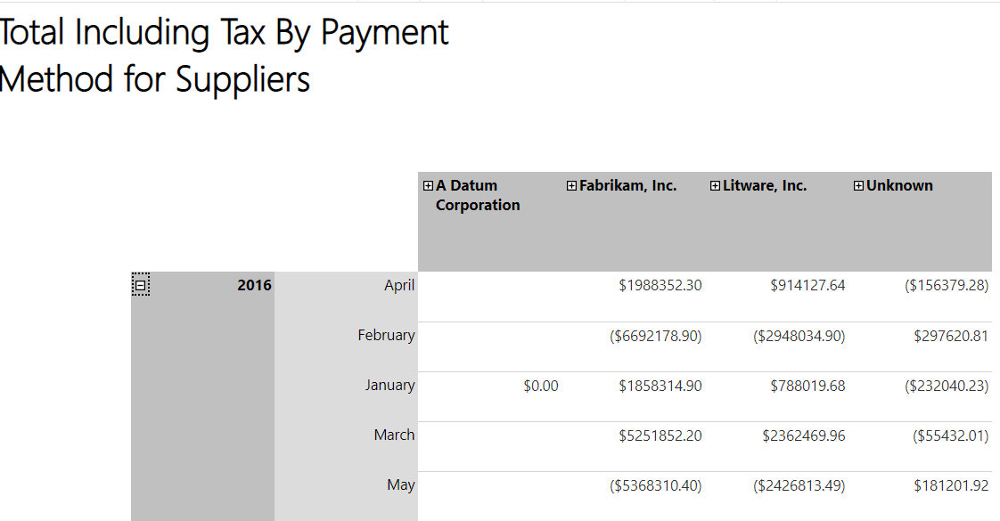 Total Including Tax By Payment
Method for Suppliers
A Datum Corporation Fabrikam, Inc. Litware, Inc. Unknown
2016 April $1988352.30 $914127.64 ($156379.28)
February ($6692178.90) ($2948034.90) $297620.81
January $0.00 $1858314.90 $788019.68 ($232040.23)
March $5251852.20 $2362469.96 ($55432.01)
May ($5368310.40) ($2426813.49) $181201.92